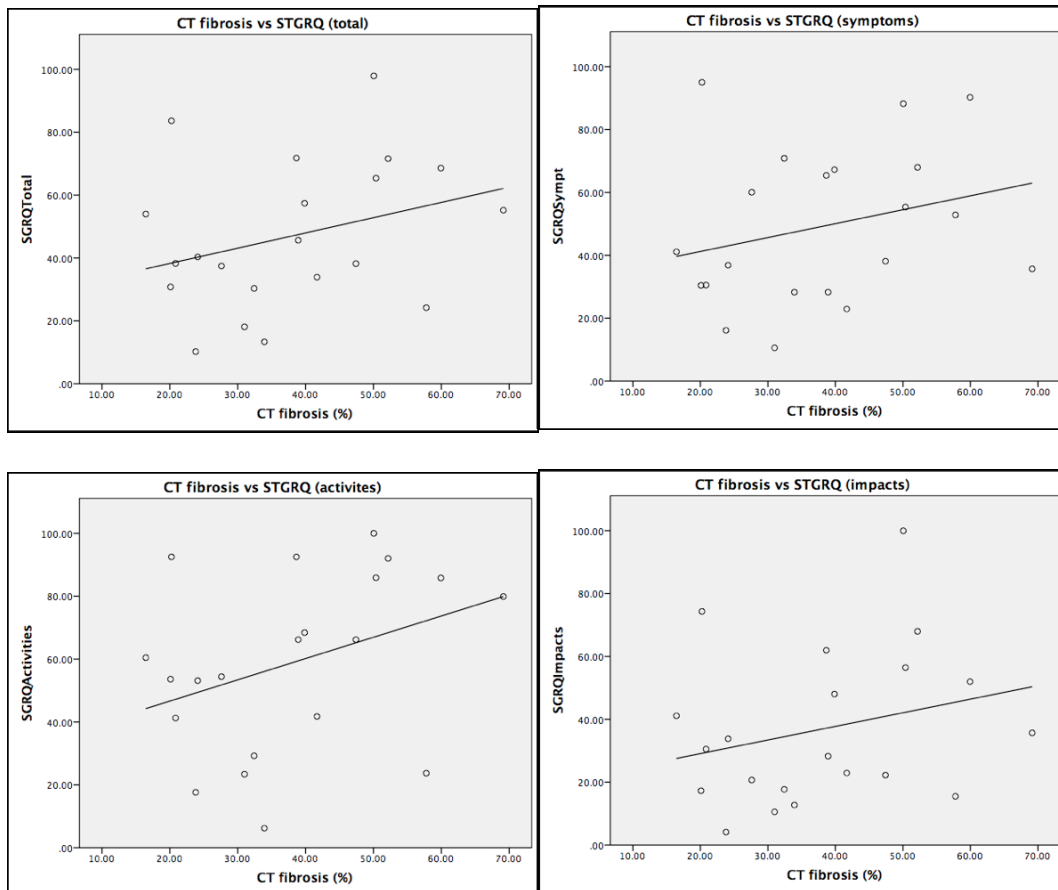 CT fibrosis vs STGRQ (total)
SGRQTotal
100.00
80.00
60.00
40.00
20.00
.00
10.00 20.00 30.00 40.00 50.00 60.00 70.00
CT fibrosis (%)
CT fibrosis vs STGRQ (symptoms)
SGRQSympt
100.00
80.00
60.00
40.00
20.00
.00
10.00 20.00 30.00 40.00 50.00 60.00 70.00
CT fibrosis (%)
CT fibrosis vs STGRQ (activites)
SGRQActivities
100.00
80.00
60.00
40.00
20.00
.00
10.00 20.00 30.00 40.00 50.00 60.00 70.00
CT fibrosis (%)
CT fibrosis vs STGRQ (impacts)
SGRQImpacts
100.00
80.00
60.00
40.00
20.00
.00
10.00 20.00 30.00 40.00 50.00 60.00 70.00
CT fibrosis (%)